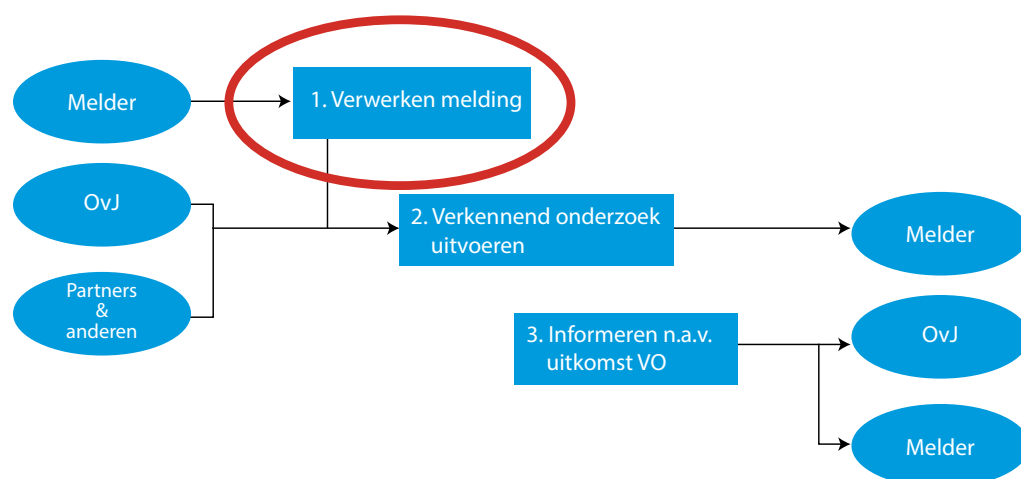 Melder
1. Verwerken melding
OvJ
2. Verkennend onderzoek
uitvoeren
Melder
Partners
&
anderen
3. Informeren n.a.v.
uitkomst VO
OvJ
Melder